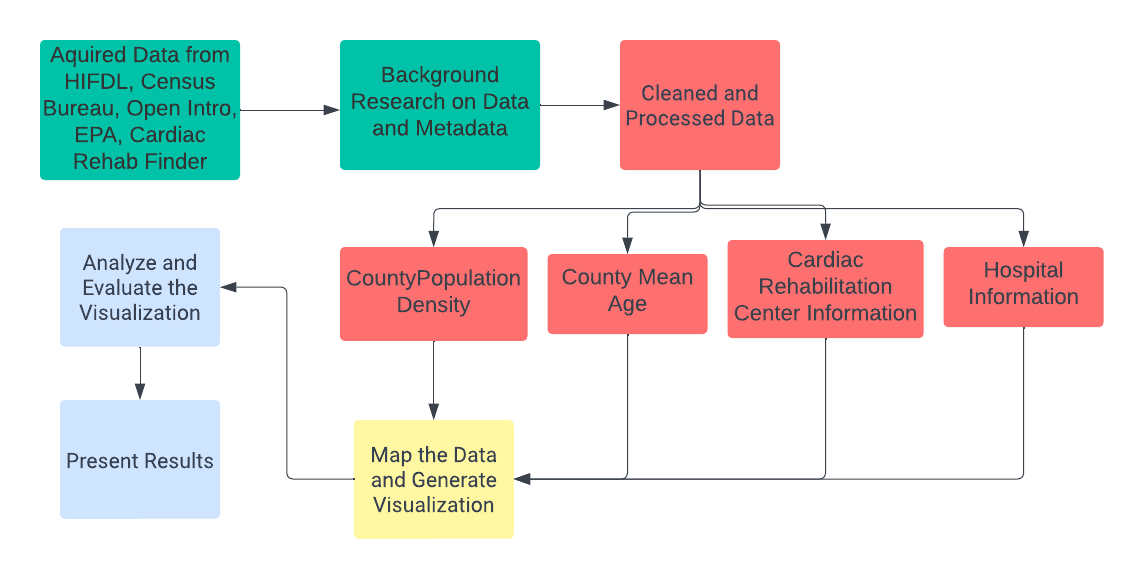 Aquired Data from
HIFDL, Census
Bureau, Open Intro,
EPA, Cardiac
Rehab Finder
Background
Research on Data
and Metadata
Cleaned and
Processed Data
CountyPopulation
Density
County Mean
Age
Cardiac
Rehabilitation
Center Information
Hospital
Information
Map the Data
and Generate
Visualization
Analyze and
Evaluate the
Visualization
Present Results